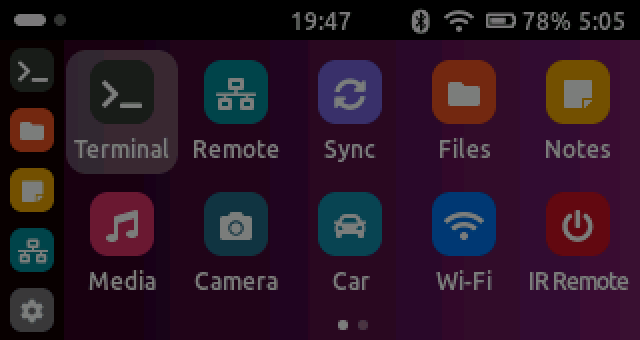 19:47 78% 5:05
Terminal Remote Sync Files Notes
Media Camera Car Wi-Fi IR Remote